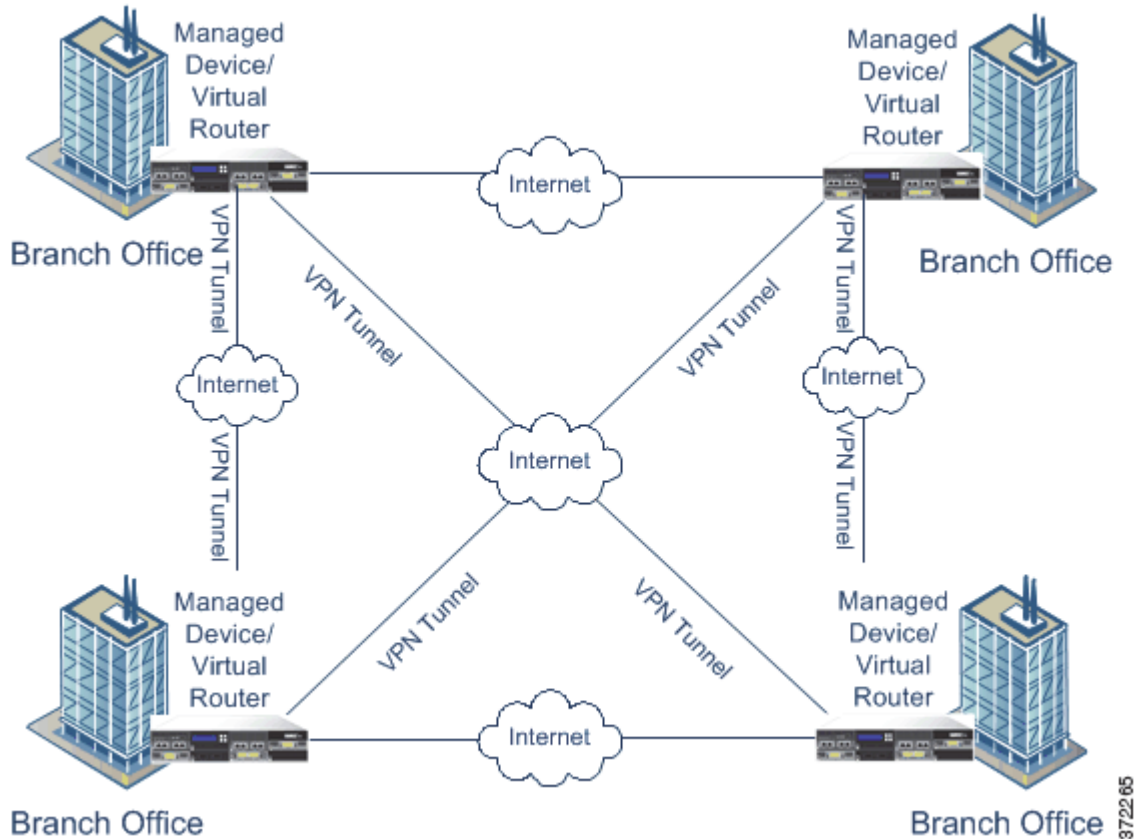 Managed
Device/
Virtual
Router
Branch Office
Managed
Device/
Virtual
Router
Branch Office
Internet
VPN Tunnel
VPN Tunnel
VPN Tunnel
VPN Tunnel
Internet
Internet
Internet
VPN Tunnel
VPN Tunnel
VPN Tunnel
VPN Tunnel
Managed
Device/
Virtual
Router
Branch Office
Internet
Managed
Device/
Virtual
Router
Branch Office
372265